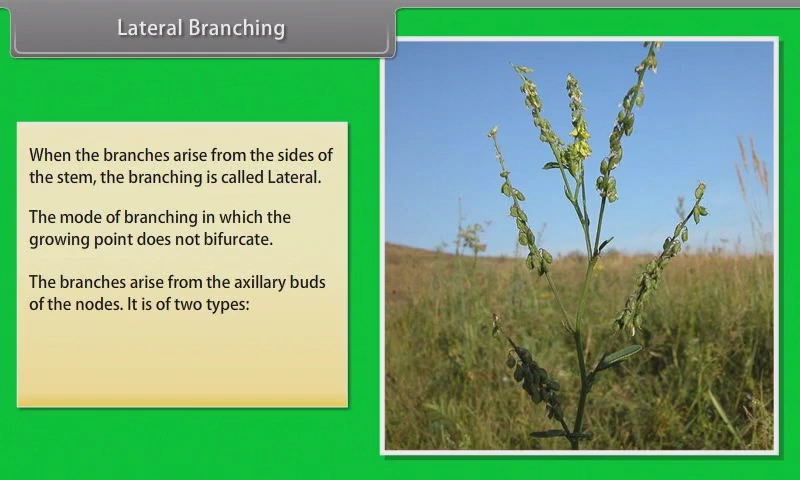 Lateral Branching
When the branches arise from the sides of
the stem, the branching is called Lateral.
The mode of branching in which the
growing point does not bifurcate.
The branches arise from the axillary buds
of the nodes. It is of two types: